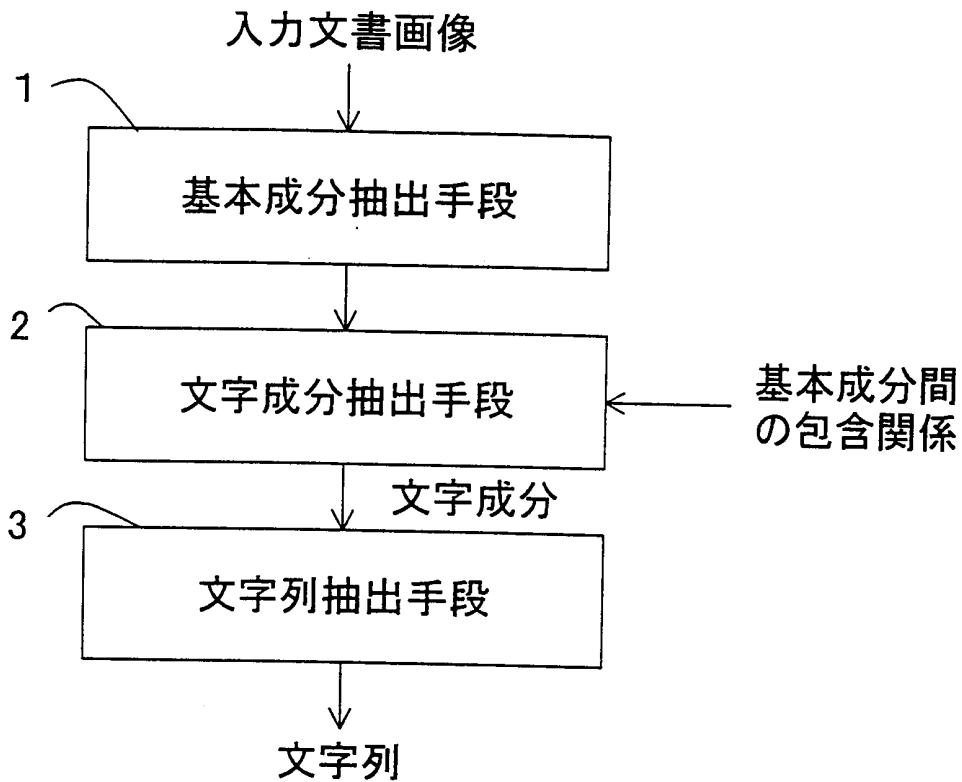 入力文書画像
1
基本成分抽出手段
2
文字成分抽出手段
基本成分間
の包含関係
文字成分
3
文字列抽出手段
文字列